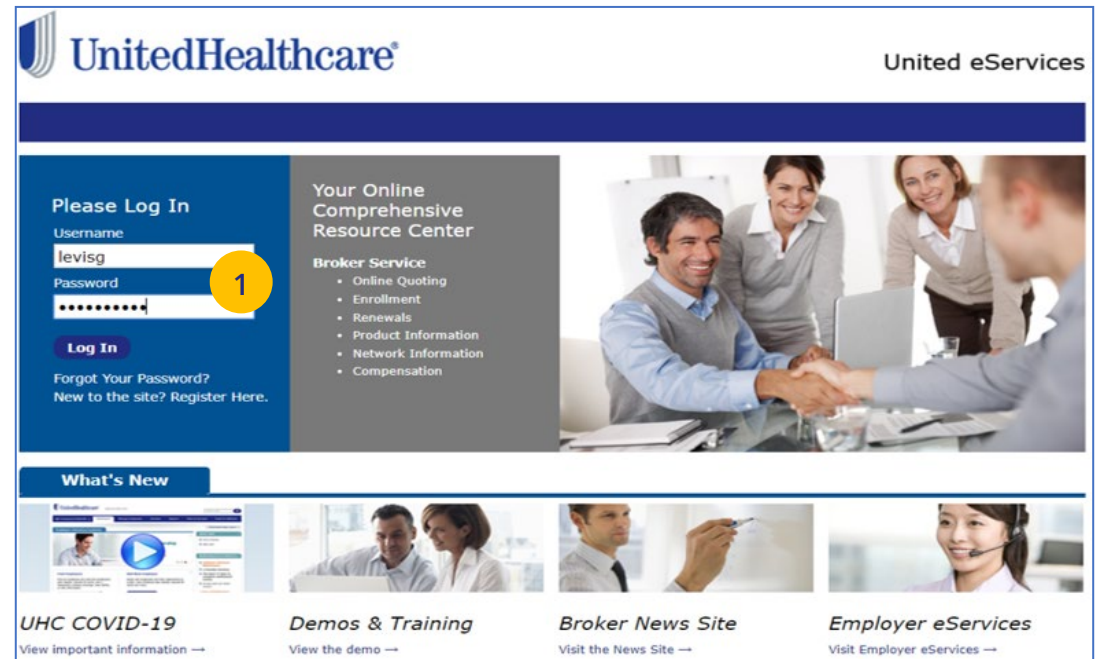 UnitedHealthcare®
United eServices
Please Log In
Username
levisg
Password
••••••••••
1
Log In
Forgot Your Password?
New to the site? Register Here.
Your Online
Comprehensive
Resource Center
Broker Service
• Online Quoting
• Enrollment
• Renewals
• Product Information
• Network Information
• Compensation
What's New
UHC COVID-19
View important information →
Demos & Training
View the demo →
Broker News Site
Visit the News Site →
Employer eServices
Visit Employer eServices →